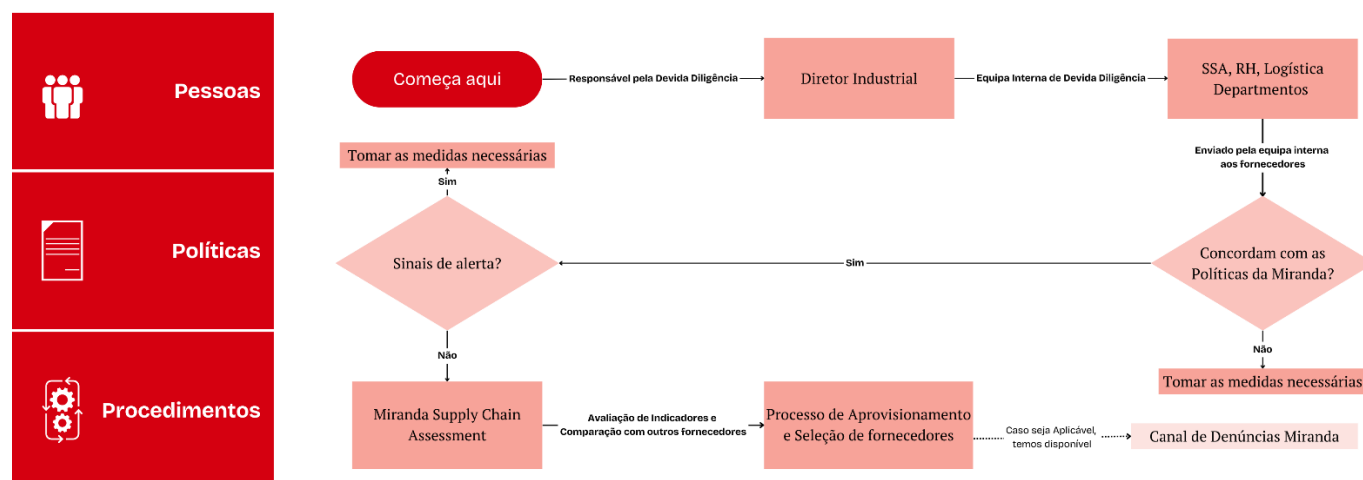 Pessoas
Começa aqui
Responsável pela Devida Diligência
Diretor Industrial
Equipa Interna de Devida Diligência
SSA, RH, Logística
Departmentos
Enviado pela equipa interna
aos fornecedores
Tomar as medidas necessárias
Sim
Políticas
Sinais de alerta?
Sim
Concordam com as
Políticas da Miranda?
Não
Não
Tomar as medidas necessárias
Procedimentos
Miranda Supply Chain
Assessment
Avaliação de Indicadores e
Comparação com outros fornecedores
Processo de Aprovisionamento
e Seleção de fornecedores
Caso seja Aplicável,
temos disponível
Canal de Denúncias Miranda